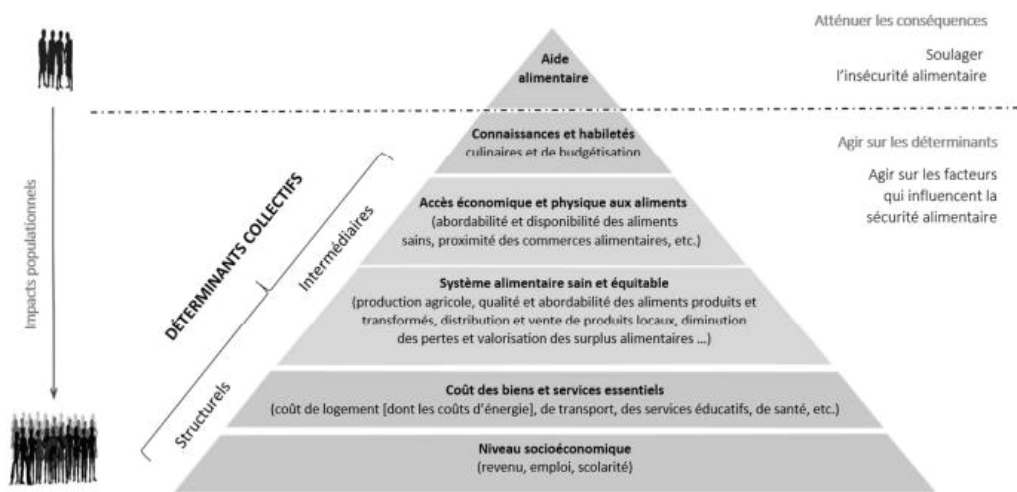 Atténuer les conséquences
Soulager
l'insécurité alimentaire
Aide
alimentaire
Connaissances et habiletés
culinaires et de budgétisation
Agir sur les déterminants
Agir sur les facteurs
qui influencent la
sécurité alimentaire
Impacts populationnels
DÉTERMINANTS COLLECTIFS
Intermédiaires
Structurels
Accès économique et physique aux aliments
(abordabilité et disponibilité des aliments
sains, proximité des commerces alimentaires, etc.)
Système alimentaire sain et équitable
(production agricole, qualité et abordabilité des aliments produits et
transformés, distribution et vente de produits locaux, diminution
des pertes et valorisation des surplus alimentaires ...)
Coût des biens et services essentiels
(coût de logement [dont les coûts d'énergie], de transport, des services éducatifs, de santé, etc.)
Niveau socioéconomique
(revenu, emploi, scolarité)